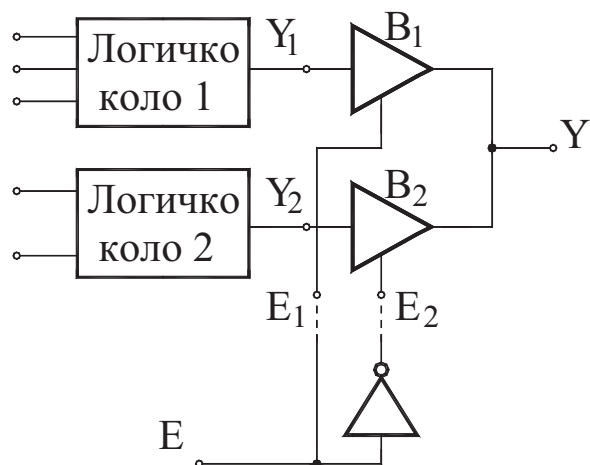 Логичко
коло 1
Y₁
B₁
Y
Логичко
коло 2
Y₂
B₂
E₁
E₂
E